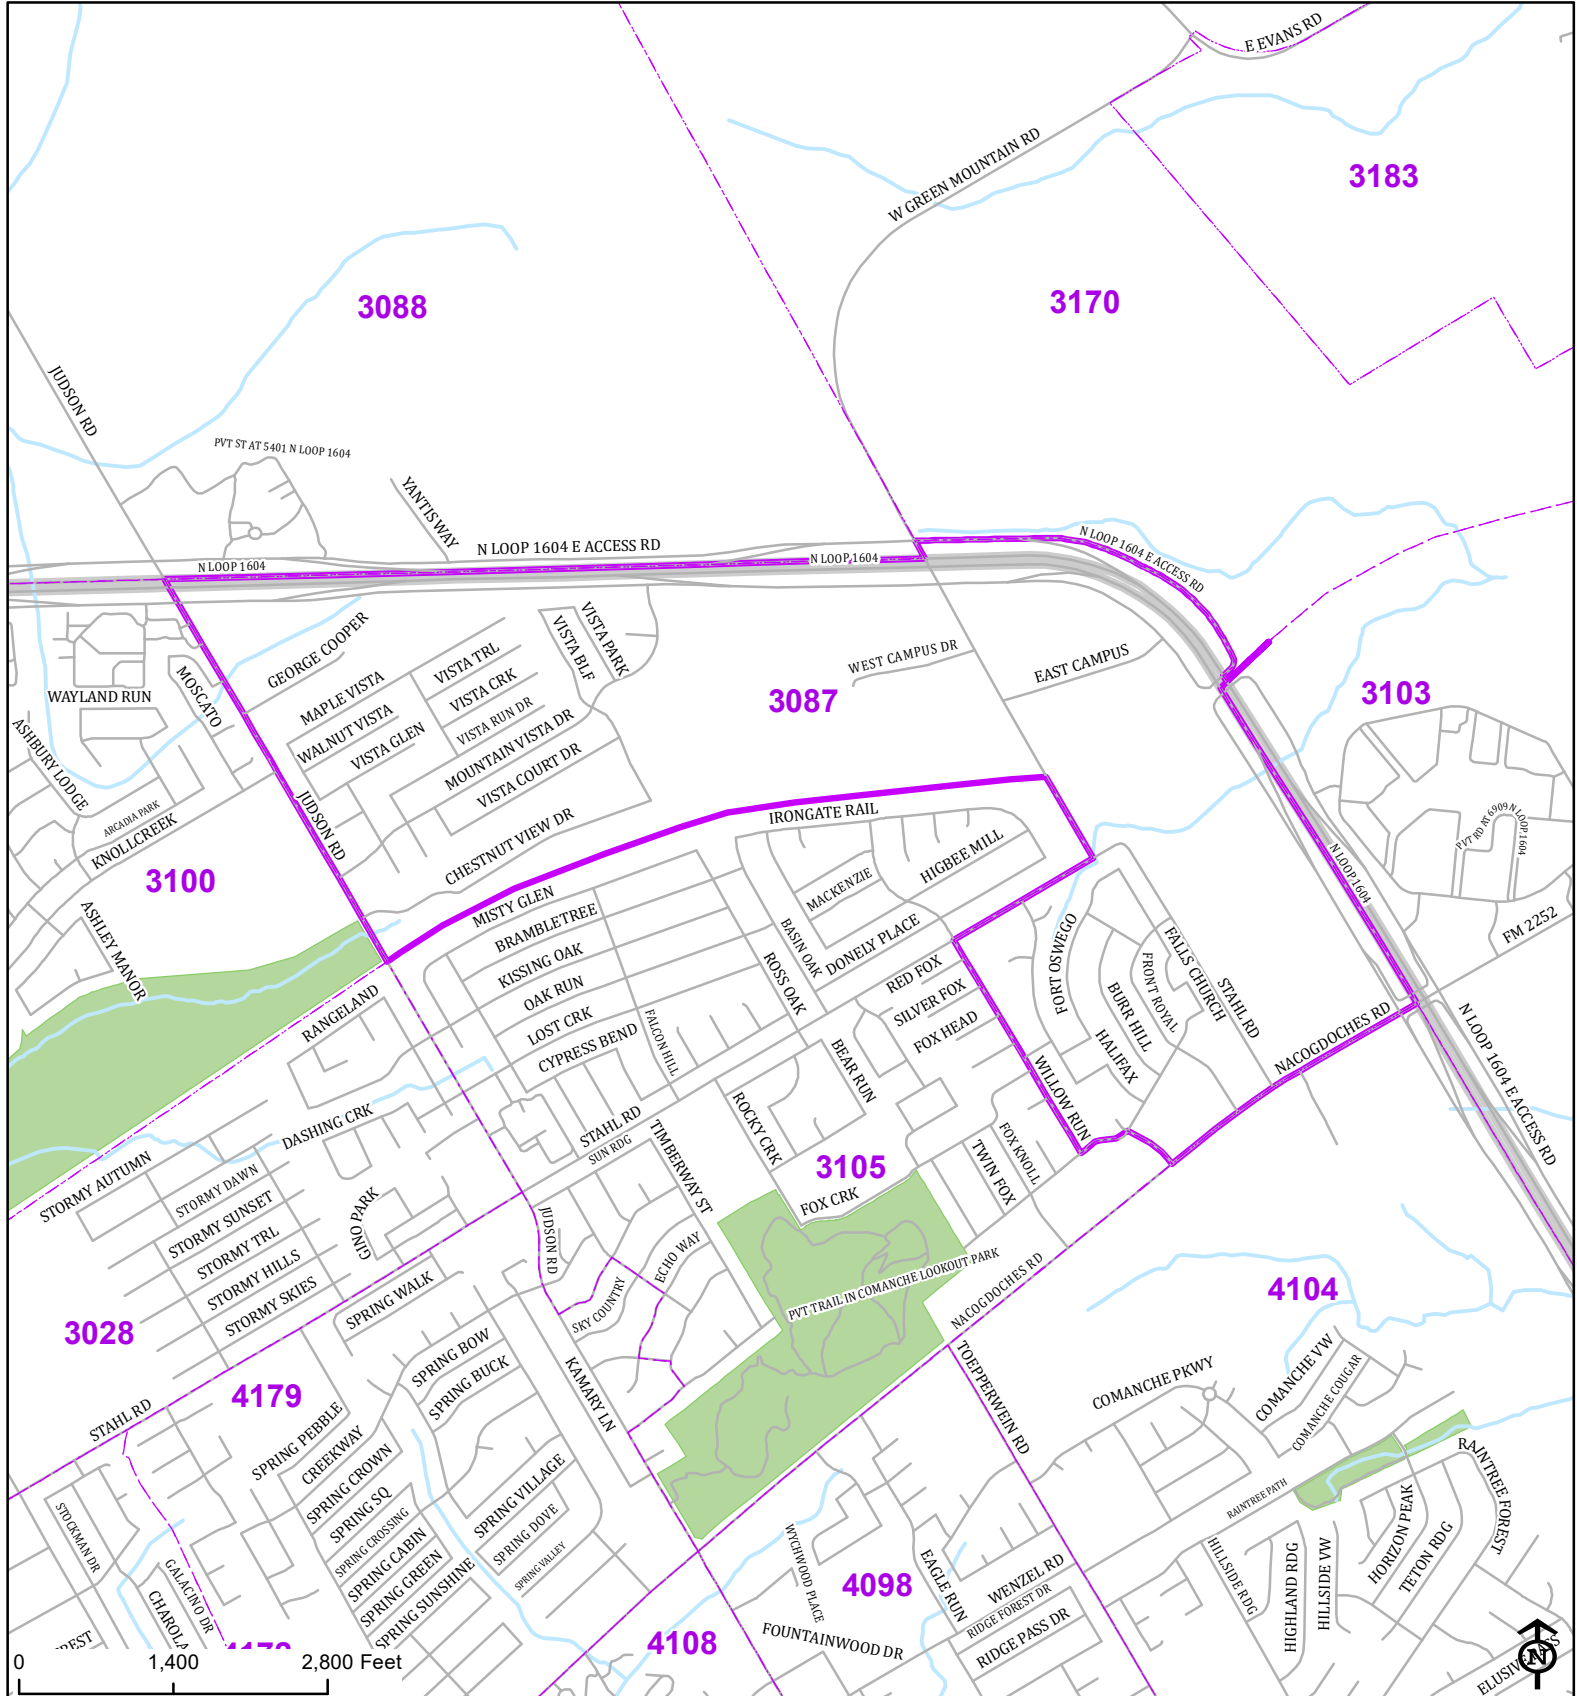 E EVANS RD
W GREEN MOUNTAIN RD
3183
3088
3170
JUDSON RD
PVT ST AT 5401 N LOOP 1604
YANTIS WAY
N LOOP 1604 E ACCESS RD
N LOOP 1604
N LOOP 1604
N LOOP 1604 E ACCESS RD
GEORGE COOPER
VISTA PARK
VISTA BLF
VISTA TRL
WEST CAMPUS DR
EAST CAMPUS
MAPLE VISTA
VISTA CRK
MOSCATO
WAYLAND RUN
3087
3103
WALNUT VISTA
VISTA RUN DR
VISTA GLEN
MOUNTAIN VISTA DR
ASHBURY LODGE
VISTA COURT DR
ARCADIA PARK
JUDSON RD
IRONGATE RAIL
PVT RD AT 6909 N LOOP 1604
KNOLLCREEK
CHESTNUT VIEW DR
HIGBEE MILL
N LOOP 1604
3100
MACKENZIE
MISTY GLEN
ASHLEY MANOR
BRAMBLETREE
BASIN OAK
DONELY PLACE
FORT OSWEGO
FALLS CHURCH
FM 2252
KISSING OAK
ROSS OAK
RED FOX
FRONT ROYAL
OAK RUN
SILVER FOX
BURR HILL
STAHL RD
RANGELAND
LOST CRK
FALCON HILL
FOX HEAD
HALIFAX
NACOGDOCHES RD
N LOOP 1604 E ACCESS RD
CYPRESS BEND
BEAR RUN
WILLOW RUN
DASHING CRK
STAHL RD
SUN RDG
TIMBERWAY ST
ROCKY CRK
FOX KNOLL
TWIN FOX
3105
STORMY AUTUMN
STORMY DAWN
FOX CRK
STORMY SUNSET
GINO PARK
JUDSON RD
STORMY TRL
ECHO WAY
PVT TRAIL IN COMANCHE LOOKOUT PARK
NACOGDOCHES RD
STORMY HILLS
SPRING WALK
SKY COUNTRY
4104
STORMY SKIES
3028
SPRING BOW
KAMARY LN
TOEPPERWEIN RD
COMANCHE VW
4179
SPRING BUCK
COMANCHE PKWY
COMANCHE COUGAR
STAHL RD
SPRING PEBBLE
CREEKWAY
SPRING CROWN
SPRING VILLAGE
RAINTREE FOREST
RAINTREE PATH
SPRING SQ
SPRING DOVE
HORIZON PEAK
STOCKMAN DR
SPRING CROSSING
SPRING VALLEY
WYCHWOOD PLACE
TETON RDG
GALACINO DR
SPRING CABIN
SPRING GREEN
EAGLE RUN
WENZEL RD
HILLSIDE RDG
HIGHLAND RDG
HILLSIDE VW
4098
SPRING SUNSHINE
RIDGE FOREST DR
CHAROLA
REST
FOUNTAINWOOD DR
RIDGE PASS DR
4108
N
0 1,400 2,800 Feet